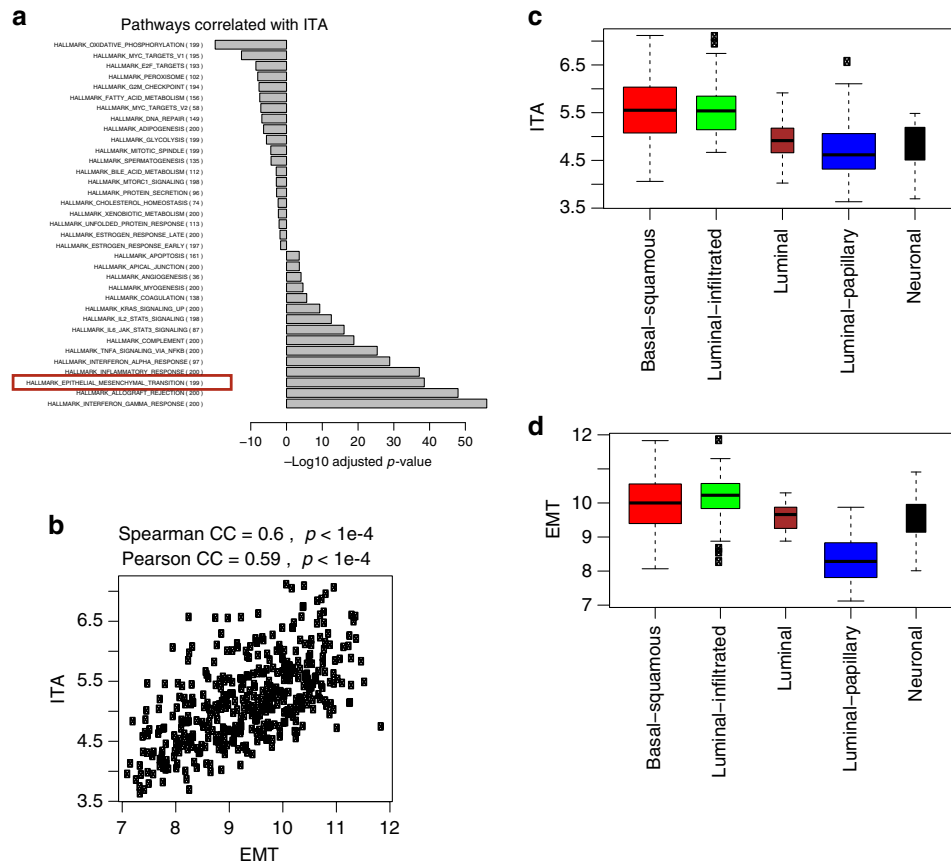 a
Pathways correlated with ITA
HALLMARK_OXIDATIVE_PHOSPHORYLATION ( 199 )
HALLMARK_MYC_TARGETS_V1 ( 195 )
HALLMARK_E2F_TARGETS ( 193 )
HALLMARK_PEROXISOME ( 102 )
HALLMARK_G2M_CHECKPOINT ( 194 )
HALLMARK_FATTY_ACID_METABOLISM ( 156 )
HALLMARK_MYC_TARGETS_V2 ( 58 )
HALLMARK_DNA_REPAIR ( 149 )
HALLMARK_ADIPOGENESIS ( 200 )
HALLMARK_GLYCOLYSIS ( 199 )
HALLMARK_MITOTIC_SPINDLE ( 199 )
HALLMARK_SPERMATOGENESIS ( 135 )
HALLMARK_BILE_ACID_METABOLISM ( 112 )
HALLMARK_MTORC1_SIGNALING ( 198 )
HALLMARK_PROTEIN_SECRETION ( 96 )
HALLMARK_CHOLESTEROL_HOMEOSTASIS ( 74 )
HALLMARK_XENOBIOTIC_METABOLISM ( 200 )
HALLMARK_UNFOLDED_PROTEIN_RESPONSE ( 113 )
HALLMARK_ESTROGEN_RESPONSE_LATE ( 200 )
HALLMARK_ESTROGEN_RESPONSE_EARLY ( 197 )
HALLMARK_APOPTOSIS ( 161 )
HALLMARK_APICAL_JUNCTION ( 200 )
HALLMARK_ANGIOGENESIS ( 36 )
HALLMARK_MYOGENESIS ( 200 )
HALLMARK_COAGULATION ( 138 )
HALLMARK_KRAS_SIGNALING_UP ( 200 )
HALLMARK_IL2_STAT5_SIGNALING ( 198 )
HALLMARK_IL6_JAK_STAT3_SIGNALING ( 87 )
HALLMARK_COMPLEMENT ( 200 )
HALLMARK_TNFA_SIGNALING_VIA_NFKB ( 200 )
HALLMARK_INTERFERON_ALPHA_RESPONSE ( 97 )
HALLMARK_INFLAMMATORY_RESPONSE ( 200 )
HALLMARK_EPITHELIAL_MESENCHYMAL_TRANSITION ( 199 )
HALLMARK_ALLOGRAFT_REJECTION ( 200 )
HALLMARK_INTERFERON_GAMMA_RESPONSE ( 200 )
−10 0 10 20 30 40 50
−Log10 adjusted p-value
b
Spearman CC = 0.6 , p < 1e-4
Pearson CC = 0.59 , p < 1e-4
ITA
6.5
5.5
4.5
3.5
7 8 9 10 11 12
EMT
c
ITA
6.5
5.5
4.5
3.5
Basal−squamous
Luminal−infiltrated
Luminal
Luminal−papillary
Neuronal
d
EMT
12
11
10
9
8
7
Basal−squamous
Luminal−infiltrated
Luminal
Luminal−papillary
Neuronal